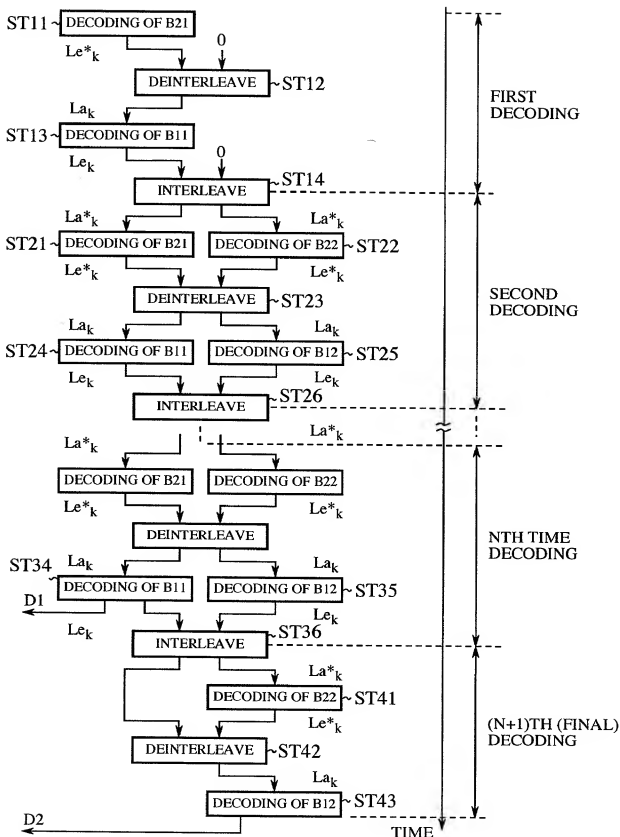 ST11 DECODING OF B21
Le*k 0
DEINTERLEAVE ST12
Lak
ST13 DECODING OF B11
Lek 0
FIRST DECODING
INTERLEAVE ST14
La*k La*k
ST21 DECODING OF B21 DECODING OF B22 ST22
Le*k Le*k
DEINTERLEAVE ST23
SECOND DECODING
Lak Lak
ST24 DECODING OF B11 DECODING OF B12 ST25
Lek Lek
INTERLEAVE ST26
La*k La*k
DECODING OF B21 DECODING OF B22
Le*k Le*k
DEINTERLEAVE
NTH TIME DECODING
Lak Lak
ST34 DECODING OF B11 DECODING OF B12 ST35
D1
Lek Lek
INTERLEAVE ST36
La*k
DECODING OF B22 ST41
Le*k
(N+1)TH (FINAL) DECODING
DEINTERLEAVE ST42
Lak
DECODING OF B12 ST43
D2 TIME